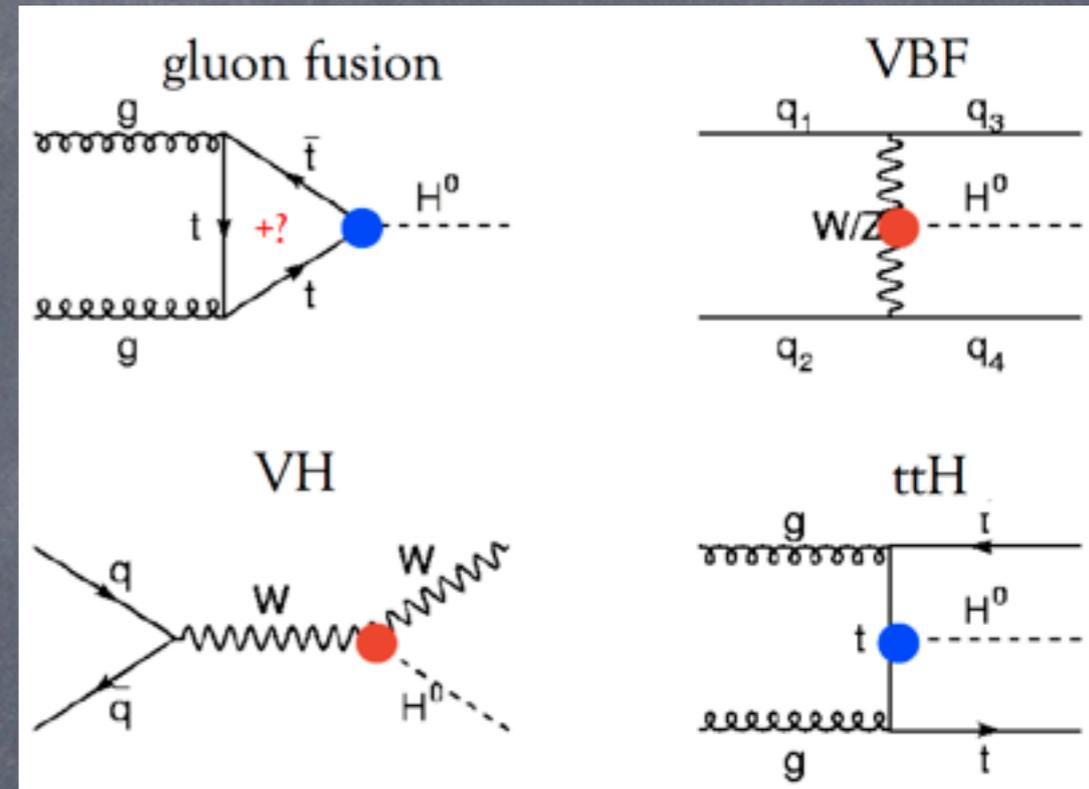 gluon fusion
g
t̄
H⁰
t
+?
t
g
VBF
q₁
q₃
H⁰
W/Z
q₂
q₄
VH
q
W
W
q̄
H⁰
ttH
g
H⁰
t
g
t